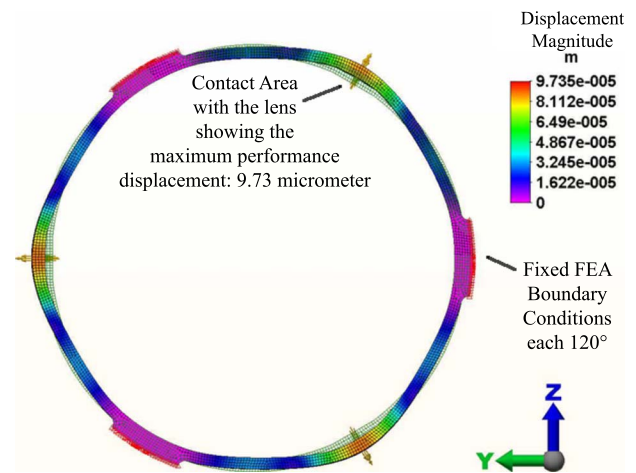 Displacement
Magnitude
m
9.735e-005
8.112e-005
6.49e-005
4.867e-005
3.245e-005
1.622e-005
0
Contact Area
with the lens
showing the
maximum performance
displacement: 9.73 micrometer
Fixed FEA
Boundary
Conditions
each 120°
Z
Y